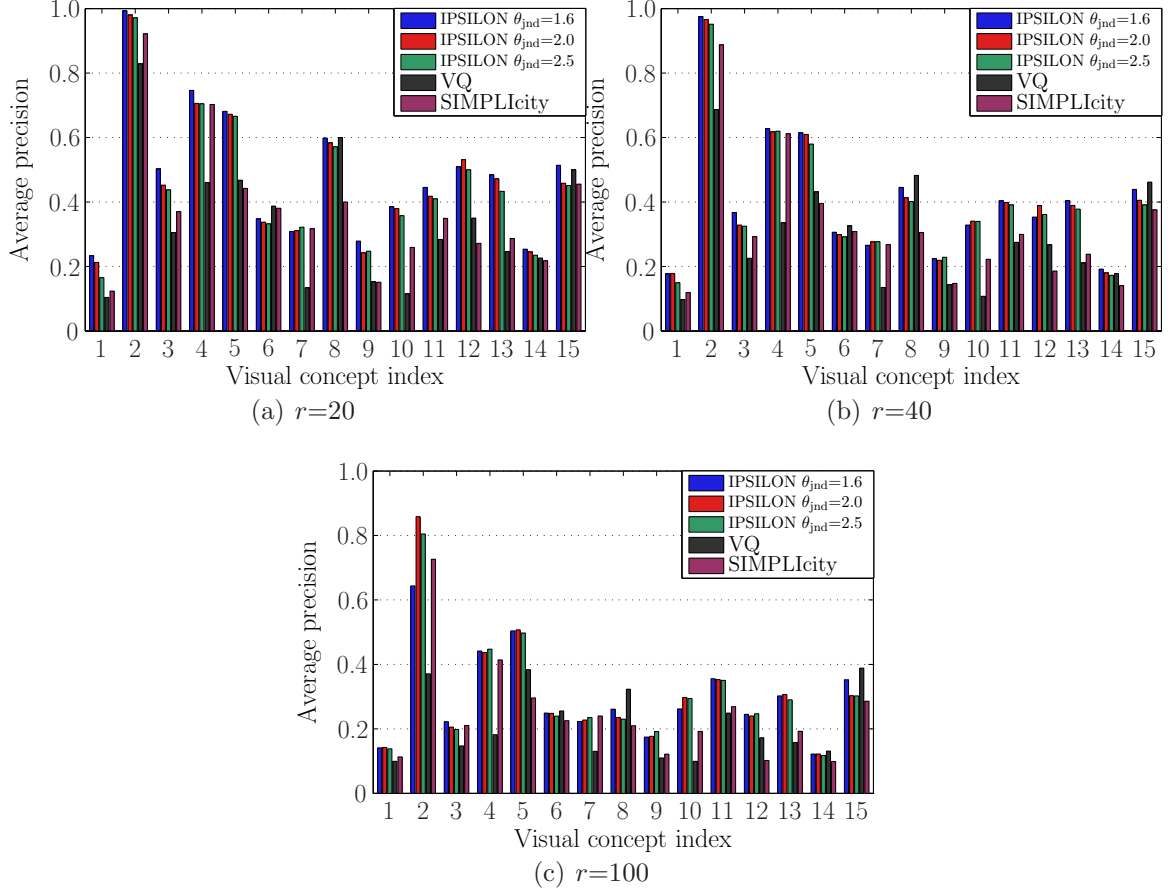 1.0
0.8
0.6
0.4
0.2
0
Average precision
IPSILON θjnd=1.6
IPSILON θjnd=2.0
IPSILON θjnd=2.5
VQ
SIMPLIcity
1 2 3 4 5 6 7 8 9 10 11 12 13 14 15
Visual concept index
(a) r=20
1.0
0.8
0.6
0.4
0.2
0
Average precision
IPSILON θjnd=1.6
IPSILON θjnd=2.0
IPSILON θjnd=2.5
VQ
SIMPLIcity
1 2 3 4 5 6 7 8 9 10 11 12 13 14 15
Visual concept index
(b) r=40
1.0
0.8
0.6
0.4
0.2
0
Average precision
IPSILON θjnd=1.6
IPSILON θjnd=2.0
IPSILON θjnd=2.5
VQ
SIMPLIcity
1 2 3 4 5 6 7 8 9 10 11 12 13 14 15
Visual concept index
(c) r=100